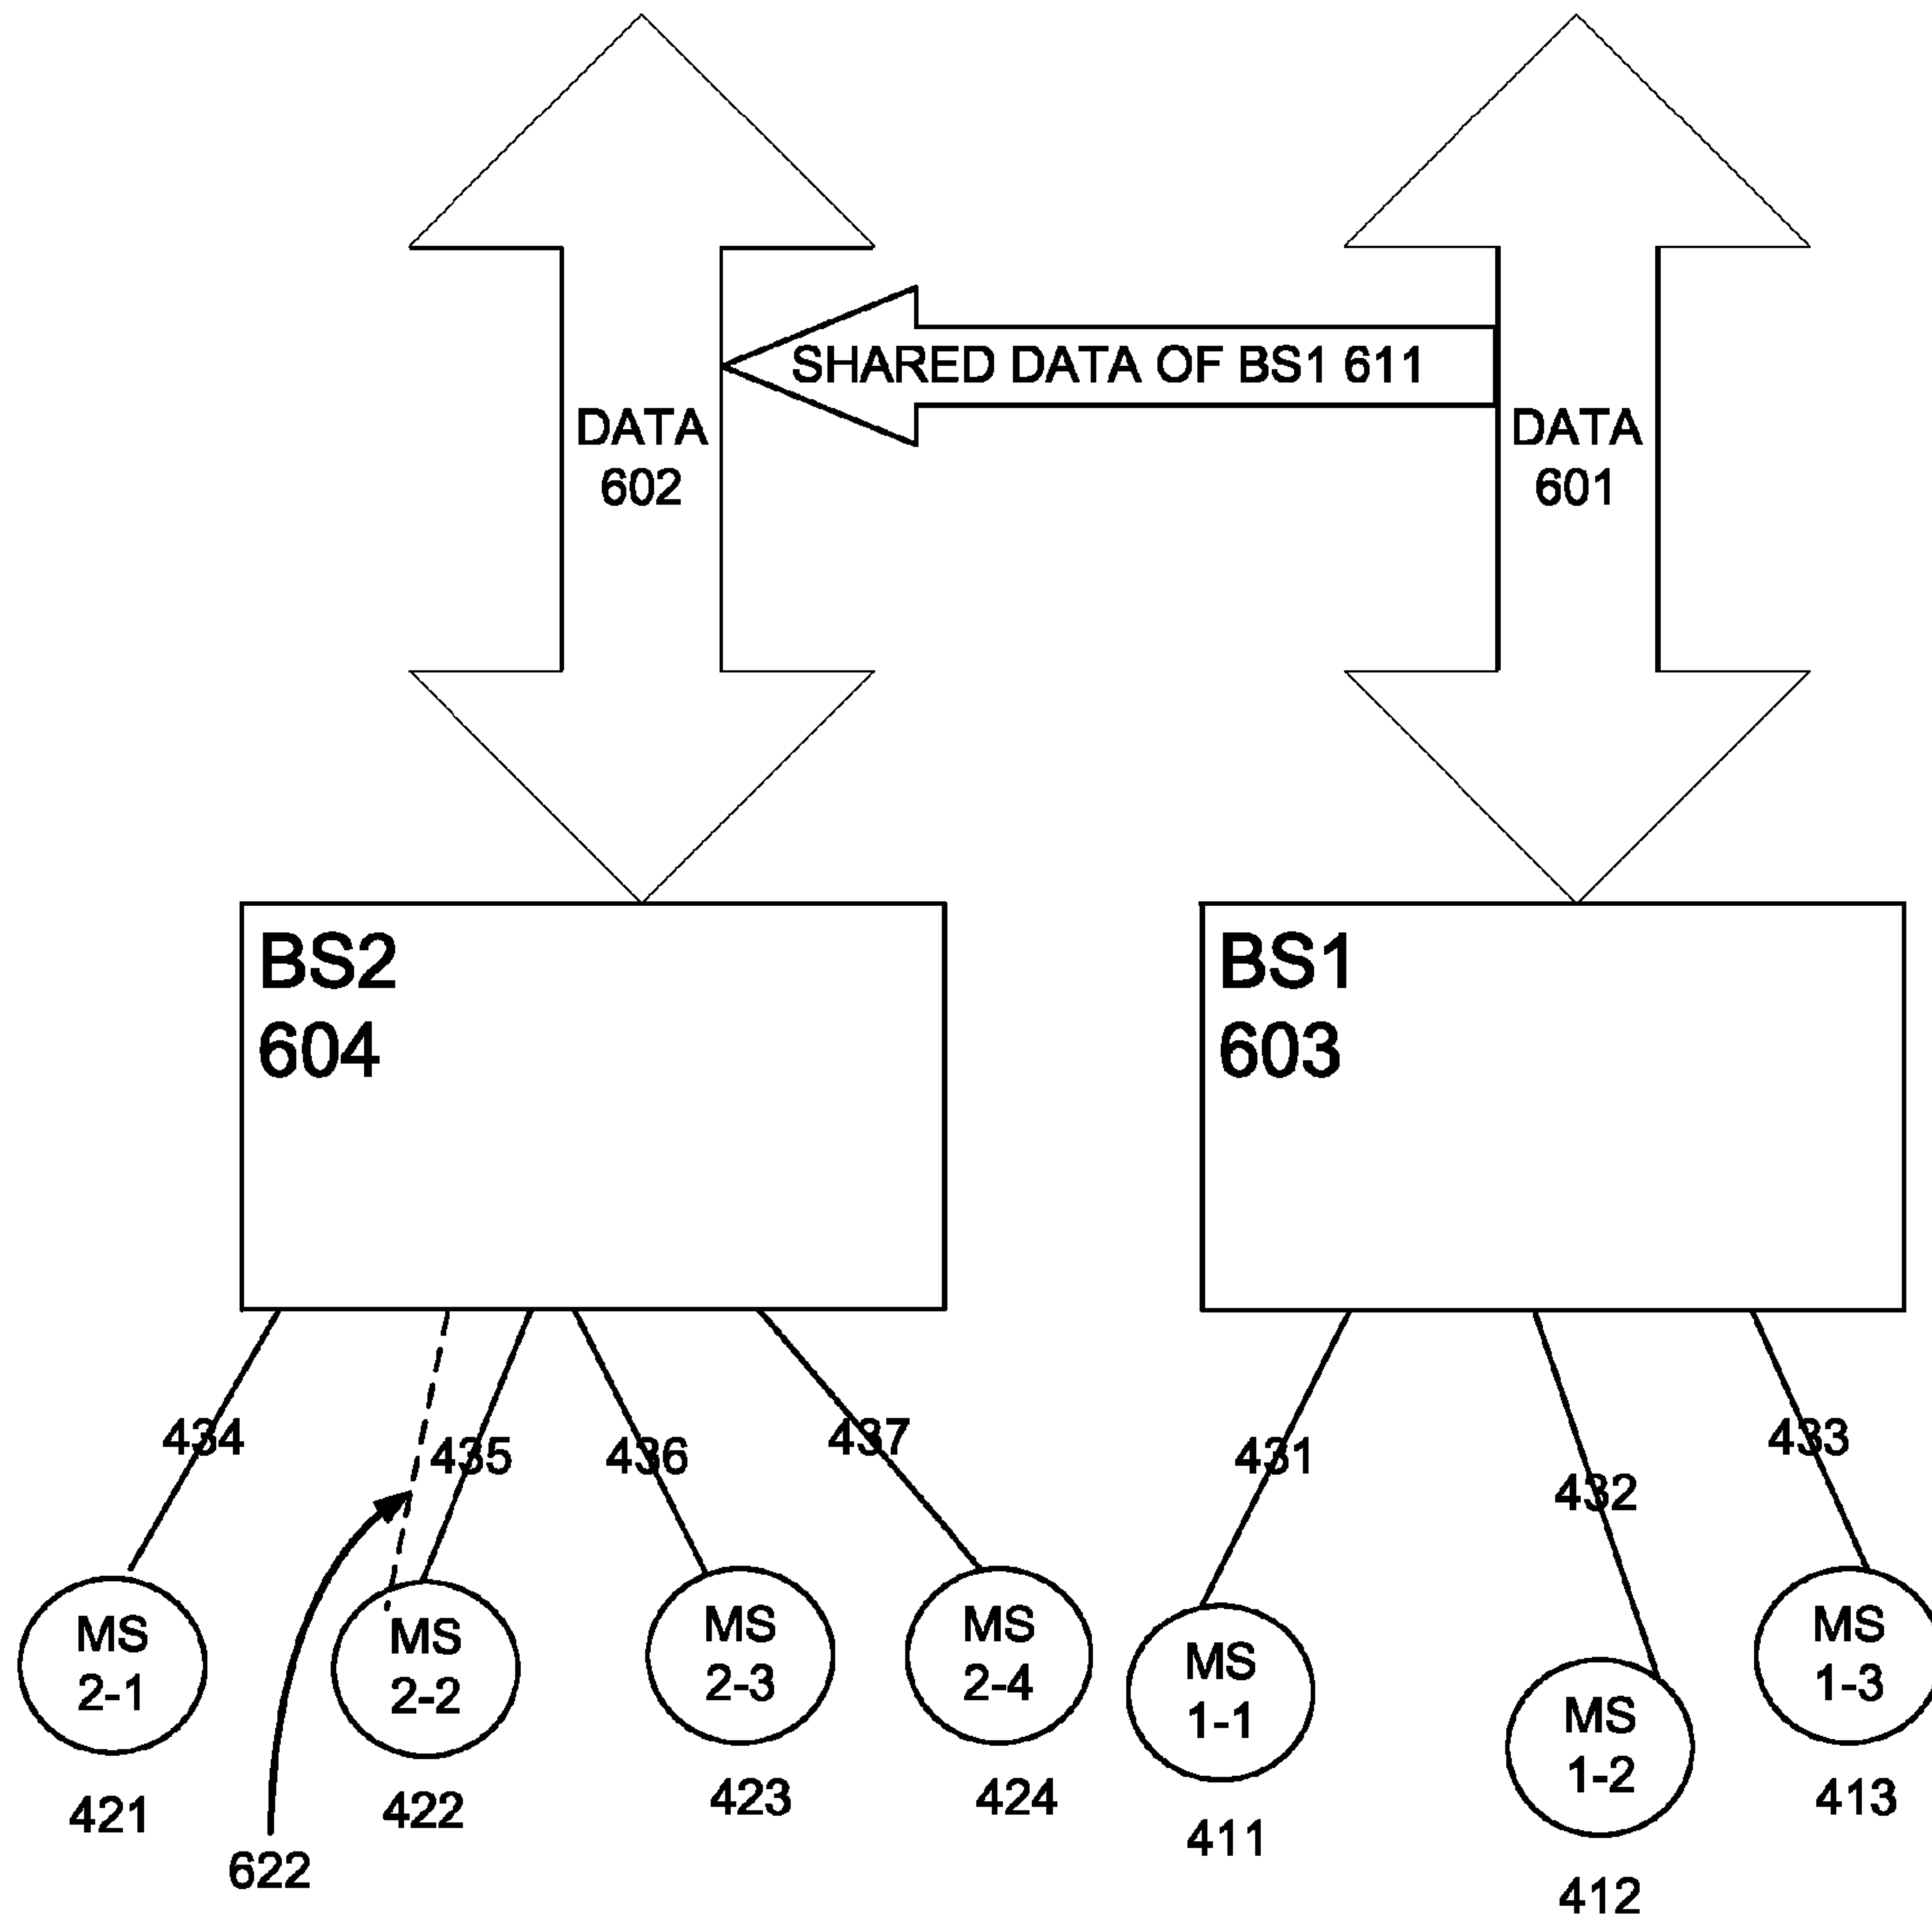 SHARED DATA OF BS1 611
DATA
602
DATA
601
BS2
604
BS1
603
434
435
436
437
431
432
433
MS
2-1
MS
2-2
MS
2-3
MS
2-4
MS
1-1
MS
1-2
MS
1-3
421
422
423
424
411
412
413
622